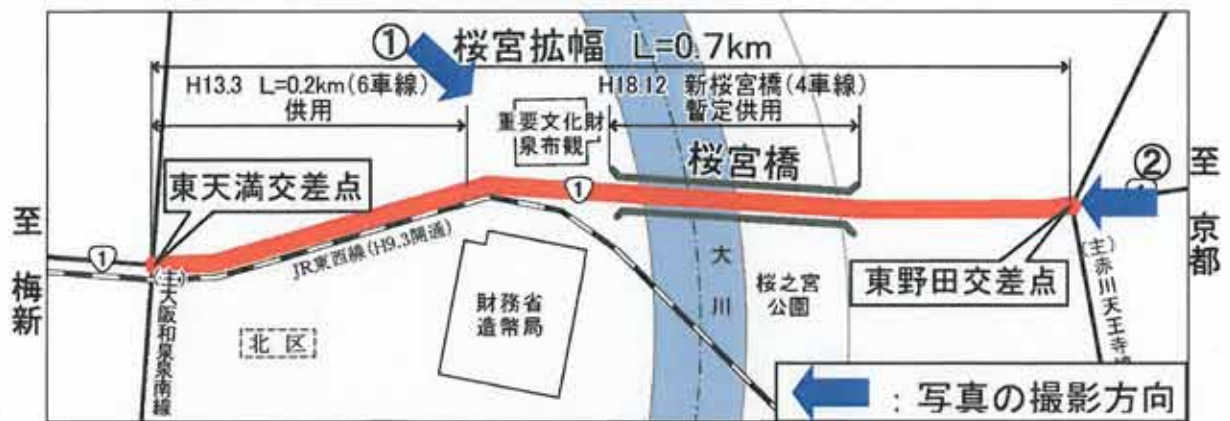 ① 桜宮拡幅 L=0.7km
H13.3 L=0.2km(6車線)
供用
H18.12 新桜宮橋(4車線)
暫定供用
重要文化財
泉布観
桜宮橋
東天満交差点
②
至京都
1
1
至梅新
JR東西線(H9.3開通)
(主)大阪和泉泉南線
北区
財務省
造幣局
大川
桜之宮
公園
東野田交差点
(主)赤川天王寺
:写真の撮影方向